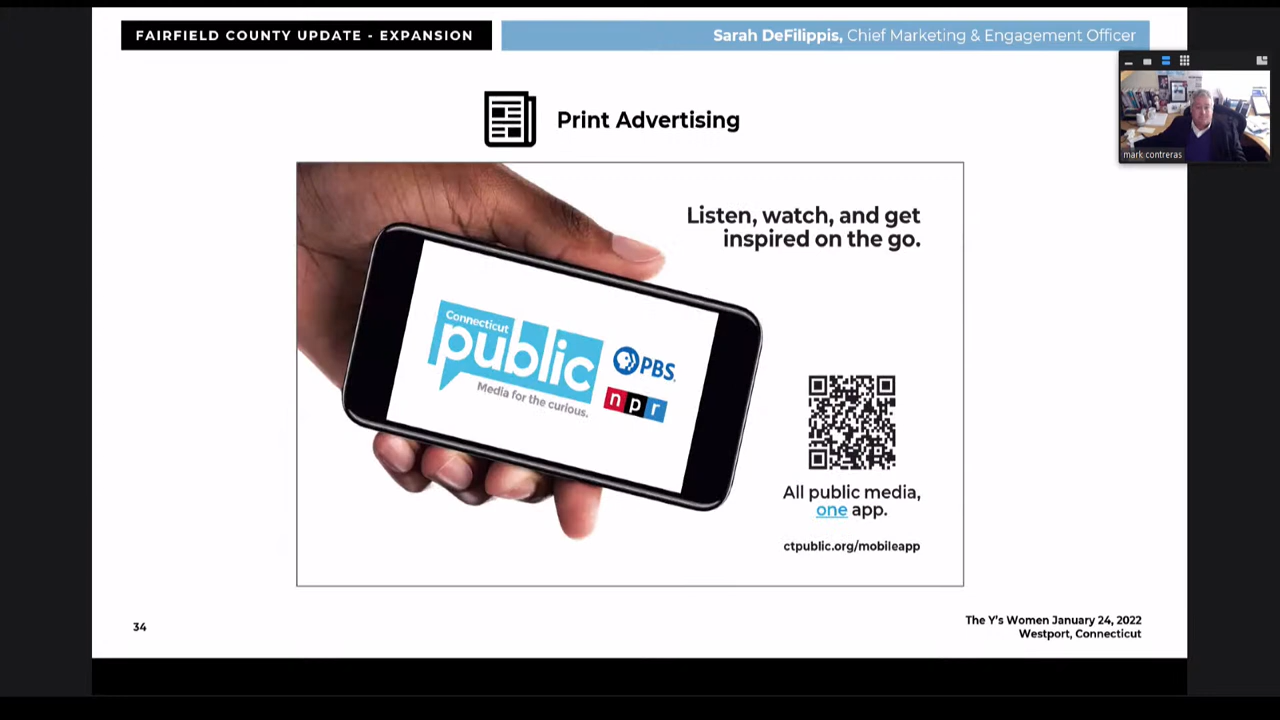 FAIRFIELD COUNTY UPDATE - EXPANSION
Sarah DeFilippis, Chief Marketing & Engagement Officer
mark contreras
Print Advertising
Listen, watch, and get
inspired on the go.
Connecticut
public
Media for the curious.
PBS.
npr
All public media,
one app.
ctpublic.org/mobileapp
34
The Y's Women January 24, 2022
Westport, Connecticut